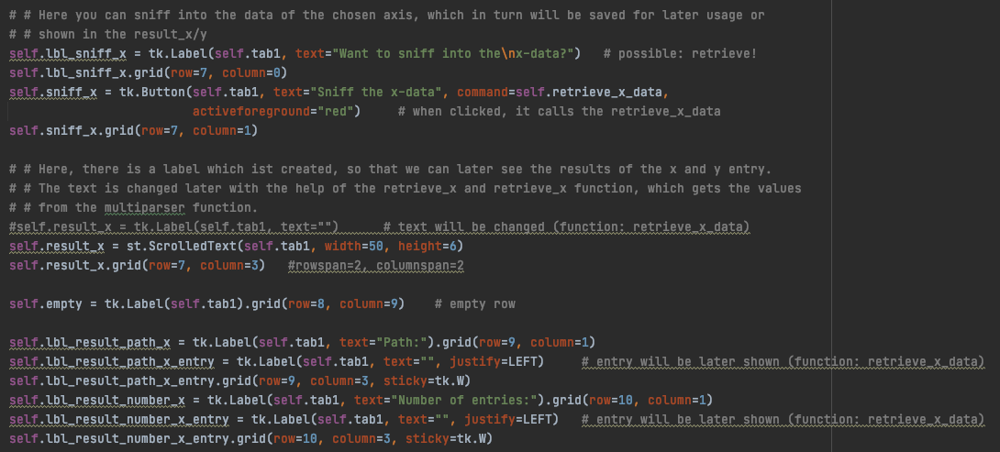 # # Here you can sniff into the data of the chosen axis, which in turn will be saved for later usage or
# # shown in the result_x/y
self.lbl_sniff_x = tk.Label(self.tab1, text="Want to sniff into the\nx-data?")   # possible: retrieve!
self.lbl_sniff_x.grid(row=7, column=0)
self.sniff_x = tk.Button(self.tab1, text="Sniff the x-data", command=self.retrieve_x_data,
                         activeforeground="red")     # when clicked, it calls the retrieve_x_data
self.sniff_x.grid(row=7, column=1)

# # Here, there is a label which ist created, so that we can later see the results of the x and y entry.
# # The text is changed later with the help of the retrieve_x and retrieve_x function, which gets the values
# # from the multiparser function.
#self.result_x = tk.Label(self.tab1, text="")      # text will be changed (function: retrieve_x_data)
self.result_x = st.ScrolledText(self.tab1, width=50, height=6)
self.result_x.grid(row=7, column=3)   #rowspan=2, columnspan=2

self.empty = tk.Label(self.tab1).grid(row=8, column=9)    # empty row

self.lbl_result_path_x = tk.Label(self.tab1, text="Path:").grid(row=9, column=1)
self.lbl_result_path_x_entry = tk.Label(self.tab1, text="", justify=LEFT)     # entry will be later shown (function: retrieve_x_data)
self.lbl_result_path_x_entry.grid(row=9, column=3, sticky=tk.W)
self.lbl_result_number_x = tk.Label(self.tab1, text="Number of entries:").grid(row=10, column=1)
self.lbl_result_number_x_entry = tk.Label(self.tab1, text="", justify=LEFT)   # entry will be later shown (function: retrieve_x_data)
self.lbl_result_number_x_entry.grid(row=10, column=3, sticky=tk.W)